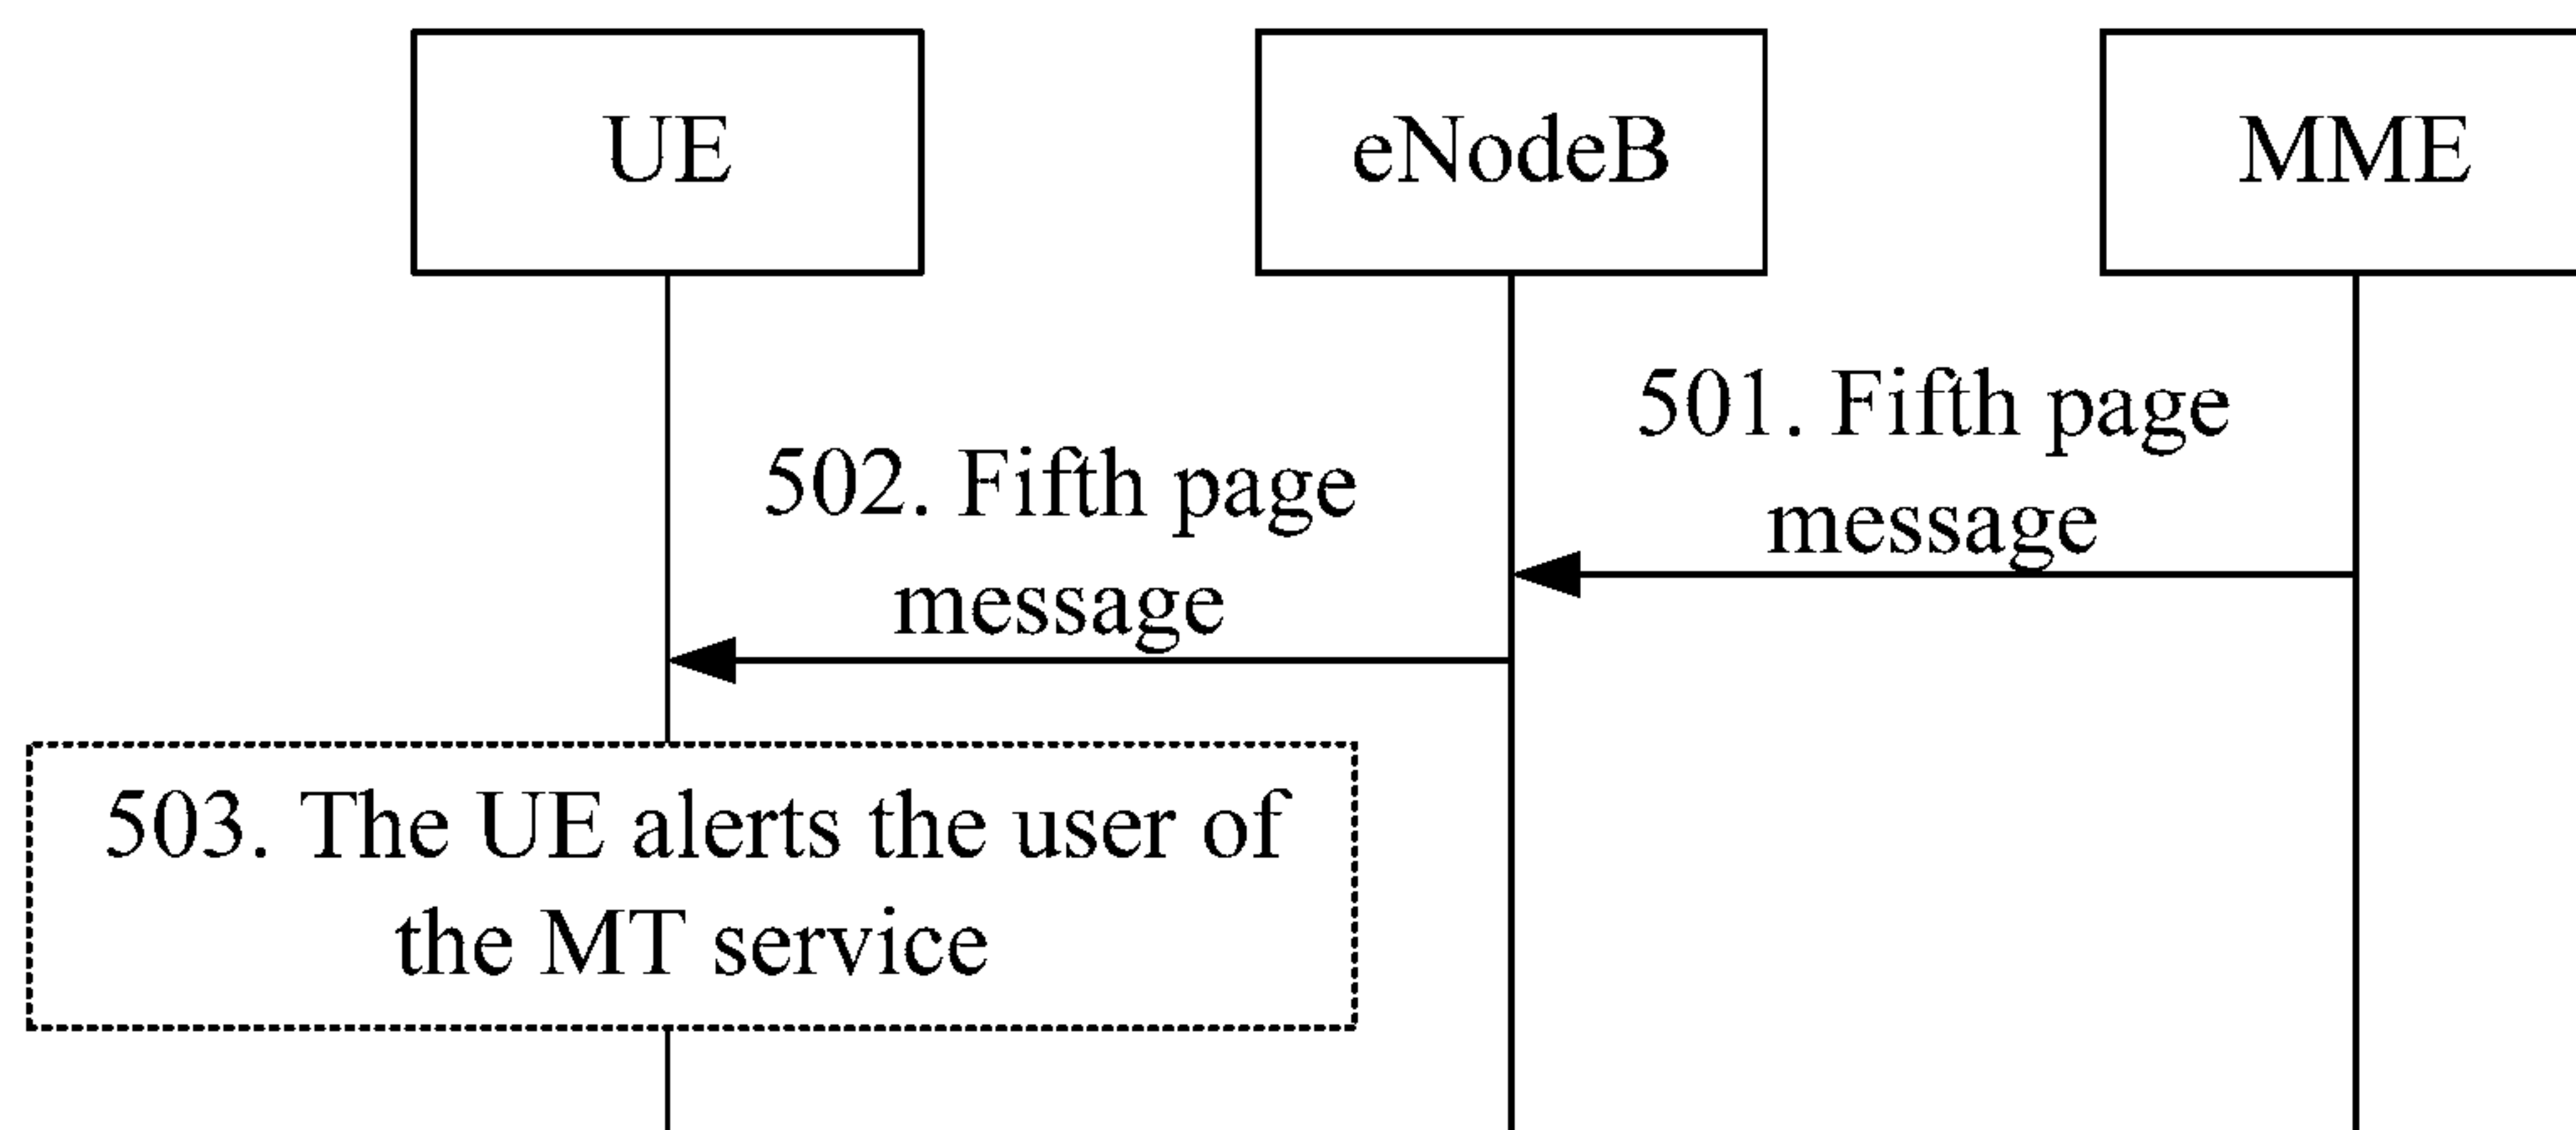 UE
eNodeB
MME
501. Fifth page
message
502. Fifth page
message
503. The UE alerts the user of
the MT service